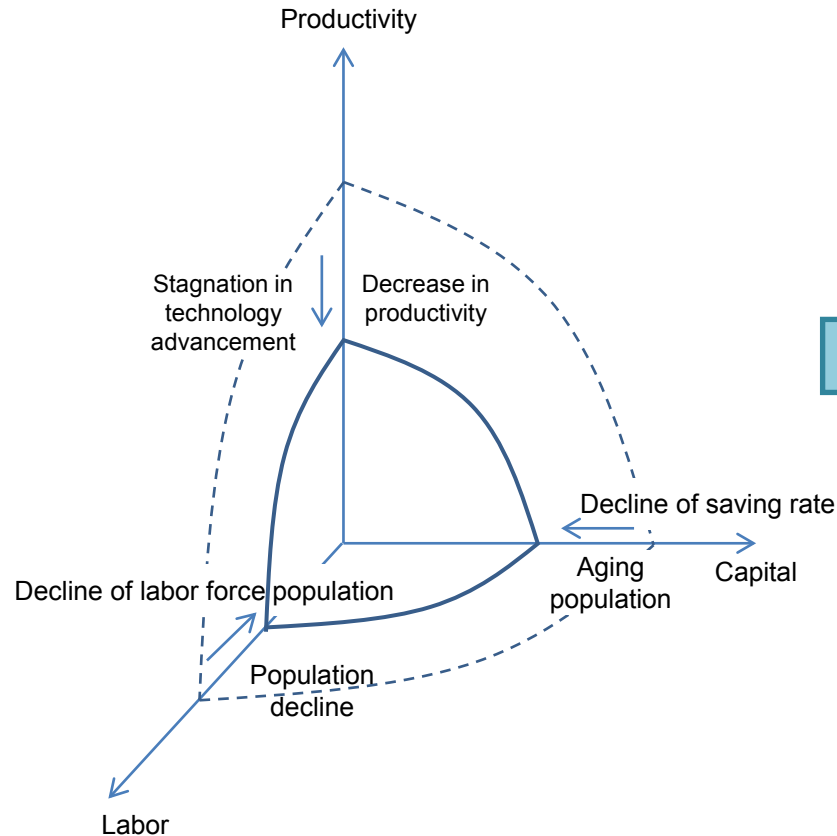 Productivity
Stagnation in
technology
advancement
Decrease in
productivity
Decline of saving rate
Aging
population
Capital
Decline of labor force population
Population
decline
Labor